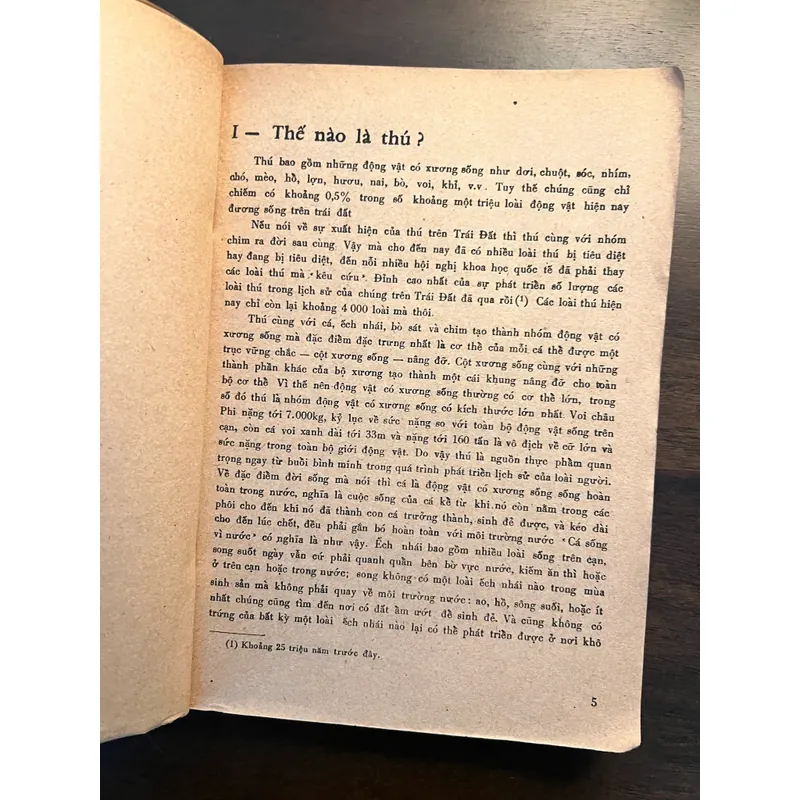 I — Thế nào là thú ?
Thú bao gồm những động vật có xương sống như dơi, chuột, sóc, nhím,
chó, mèo, hổ, lợn, hươu, nai, bò, voi, khỉ, v.v. Tuy thế chúng cũng chỉ
chiếm có khoảng 0,5% trong số khoảng một triệu loài động vật hiện nay
đương sống trên trái đất
Nếu nói về sự xuất hiện của thú trên Trái Đất thì thú cùng với nhóm
chim ra đời sau cùng. Vậy mà cho đến nay đã có nhiều loài thú bị tiêu diệt
hay đang bị tiêu diệt, đến nỗi nhiều hội nghị khoa học quốc tế đã phải thay
các loài thú mà "kêu cứu". Đỉnh cao nhất của sự phát triển số lượng các
loài thú trong lịch sử của chúng trên Trái Đất đã qua rồi (1) Các loài thú hiện
nay chỉ còn lại khoảng 4 000 loài mà thôi.
Thú cùng với cá, ếch nhái, bò sát và chim tạo thành nhóm động vật có
xương sống mà đặc điểm đặc trưng nhất là cơ thể của mỗi cá thể được một
trục vững chắc — cột xương sống — nâng đỡ. Cột xương sống cùng với những
thành phần khác của bộ xương tạo thành một cái khung nâng đỡ cho toàn
bộ cơ thể Vì thế nên động vật có xương sống thường có cơ thể lớn, trong
số đó thú là nhóm động vật có xương sống có kích thước lớn nhất. Voi châu
Phi nặng tới 7.000kg, kỷ lục về sức nặng so với toàn bộ động vật sống trên
cạn, còn cá voi xanh dài tới 33m và nặng tới 160 tấn là vô địch về cỡ lớn và
sức nặng trong toàn bộ giới động vật. Do vậy thú là nguồn thực phẩm quan
trọng ngay từ buổi bình minh trong quá trình phát triển lịch sử của loài người.
Về đặc điểm đời sống mà nói thì cá là động vật có xương sống sống hoàn
toàn trong nước, nghĩa là cuộc sống của cá kể từ khi nó còn nằm trong các
phôi cho đến khi nó đã thành con cá trưởng thành, sinh đẻ được, và kéo dài
cho đến lúc chết, đều phải gắn bó hoàn toàn với môi trường nước "Cá sống
vì nước" có nghĩa là như vậy. Ếch nhái bao gồm nhiều loài sống trên cạn,
song suốt ngày vẫn cứ phải quanh quẩn bên bờ vực nước, kiếm ăn thì hoặc
ở trên cạn hoặc trong nước; song không có một loài ếch nhái nào trong mùa
sinh sản mà không phải quay về môi trường nước : ao, hồ, sông suối, hoặc ít
nhất chúng cũng tìm đến nơi có đất ẩm ướt để sinh đẻ. Và cũng không có
trứng của bất kỳ một loài ếch nhái nào lại có thể phát triển được ở nơi khô
(1) Khoảng 25 triệu năm trước đây.
5